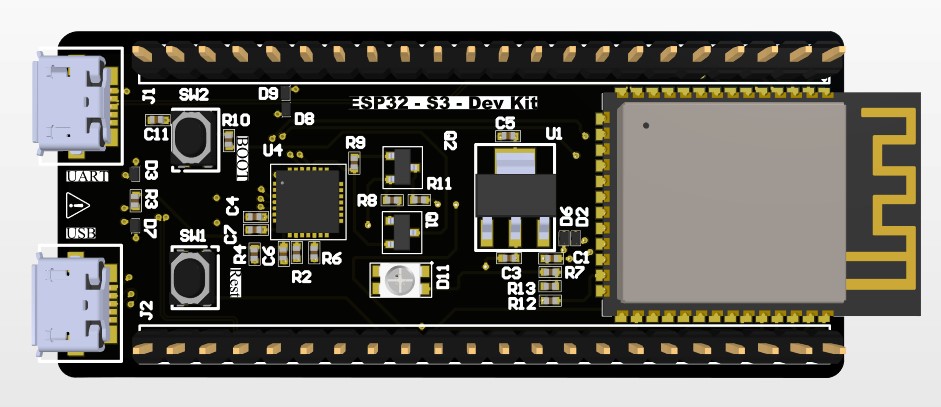 J1
SW2
D9
D8
ESP32 - S3 - Dev Kit
C11
R10
BOOT
U4
R9
Q2
C5
U1
UART
D3
R3
D7
USB
C4
C7
R4
C6
R2
R6
R8
R11
Q1
D11
D6
D2
C3
C1
R7
R13
R12
SW1
Rest
J2